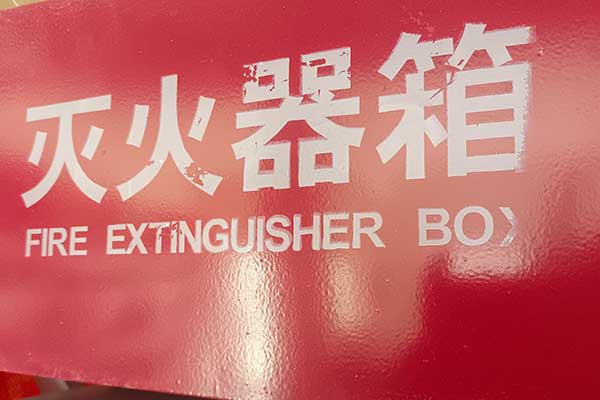 灭火器箱
FIRE EXTINGUISHER BOX